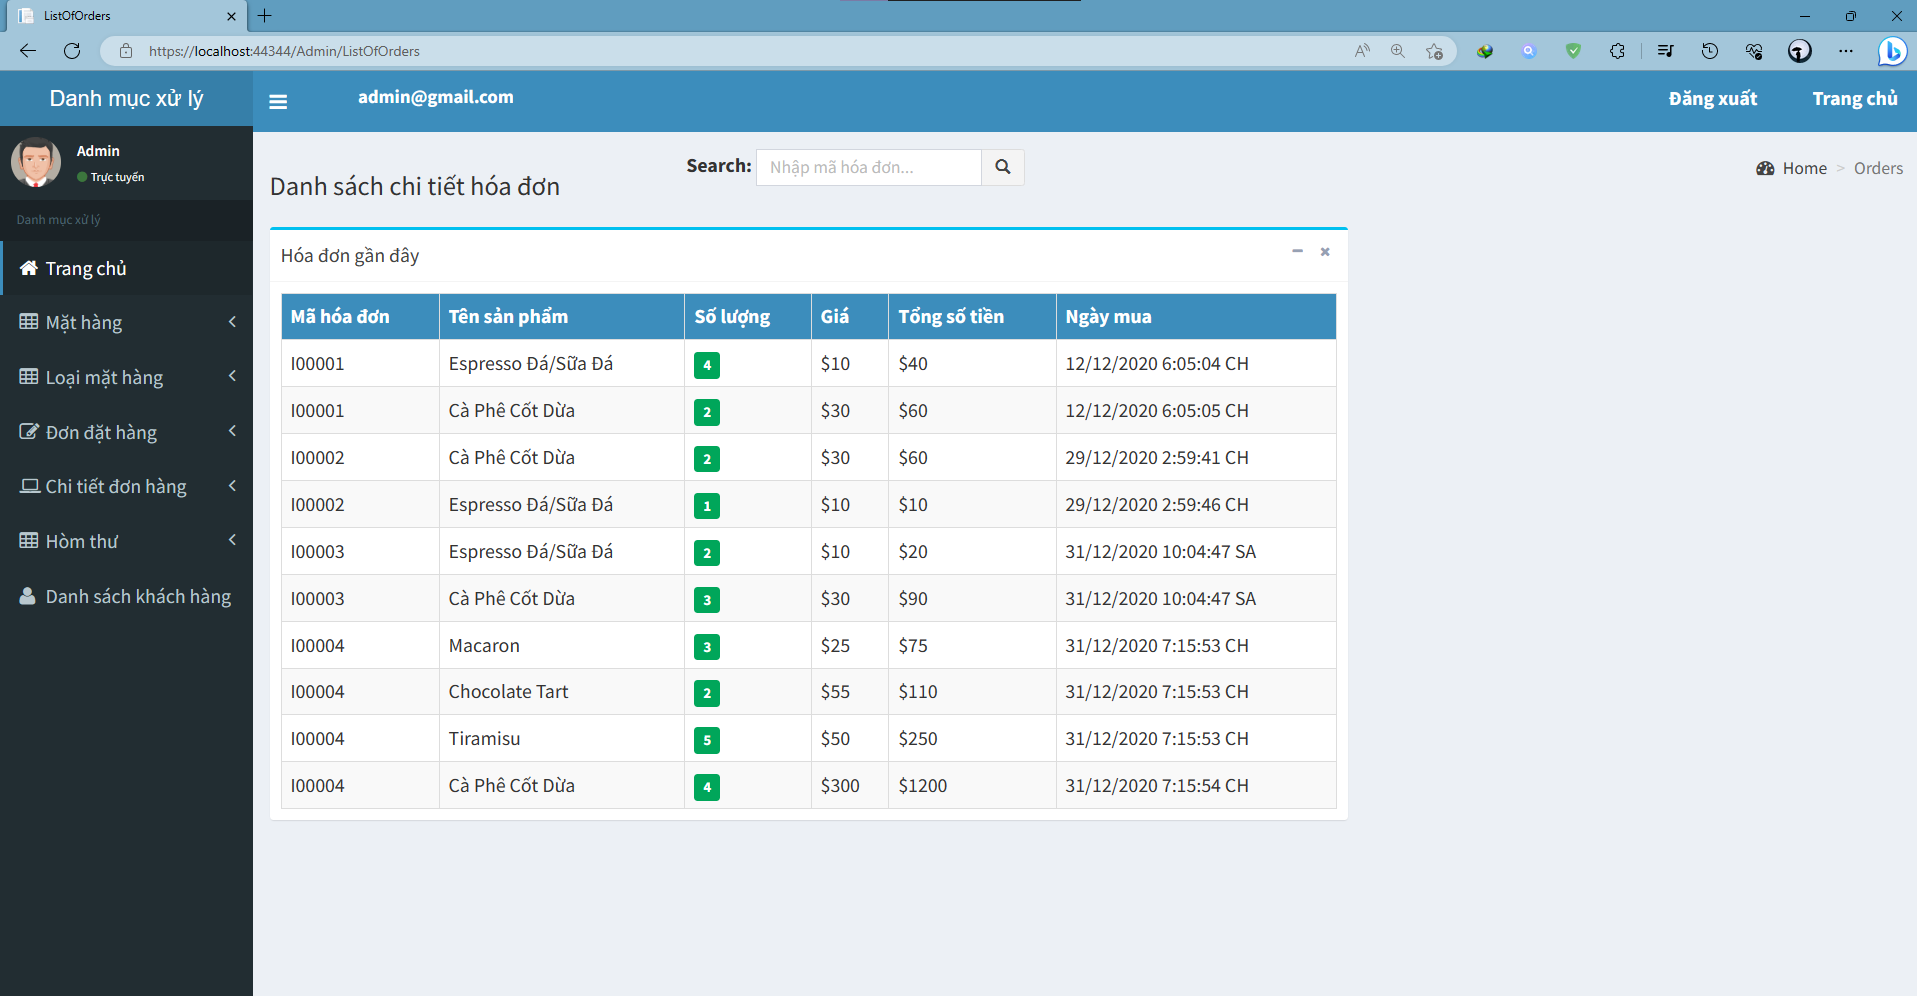 ListOfOrders
https://localhost:44344/Admin/ListOfOrders
Danh mục xử lý
admin@gmail.com
Đăng xuất
Trang chủ
Admin
Trực tuyến
Danh mục xử lý
Trang chủ
Mặt hàng
Loại mặt hàng
Đơn đặt hàng
Chi tiết đơn hàng
Hòm thư
Danh sách khách hàng
Danh sách chi tiết hóa đơn
Search: Nhập mã hóa đơn...
Home > Orders
Hóa đơn gần đây
Mã hóa đơn Tên sản phẩm Số lượng Giá Tổng số tiền Ngày mua
I00001 Espresso Đá/Sữa Đá 4 $10 $40 12/12/2020 6:05:04 CH
I00001 Cà Phê Cốt Dừa 2 $30 $60 12/12/2020 6:05:05 CH
I00002 Cà Phê Cốt Dừa 2 $30 $60 29/12/2020 2:59:41 CH
I00002 Espresso Đá/Sữa Đá 1 $10 $10 29/12/2020 2:59:46 CH
I00003 Espresso Đá/Sữa Đá 2 $10 $20 31/12/2020 10:04:47 SA
I00003 Cà Phê Cốt Dừa 3 $30 $90 31/12/2020 10:04:47 SA
I00004 Macaron 3 $25 $75 31/12/2020 7:15:53 CH
I00004 Chocolate Tart 2 $55 $110 31/12/2020 7:15:53 CH
I00004 Tiramisu 5 $50 $250 31/12/2020 7:15:53 CH
I00004 Cà Phê Cốt Dừa 4 $300 $1200 31/12/2020 7:15:54 CH